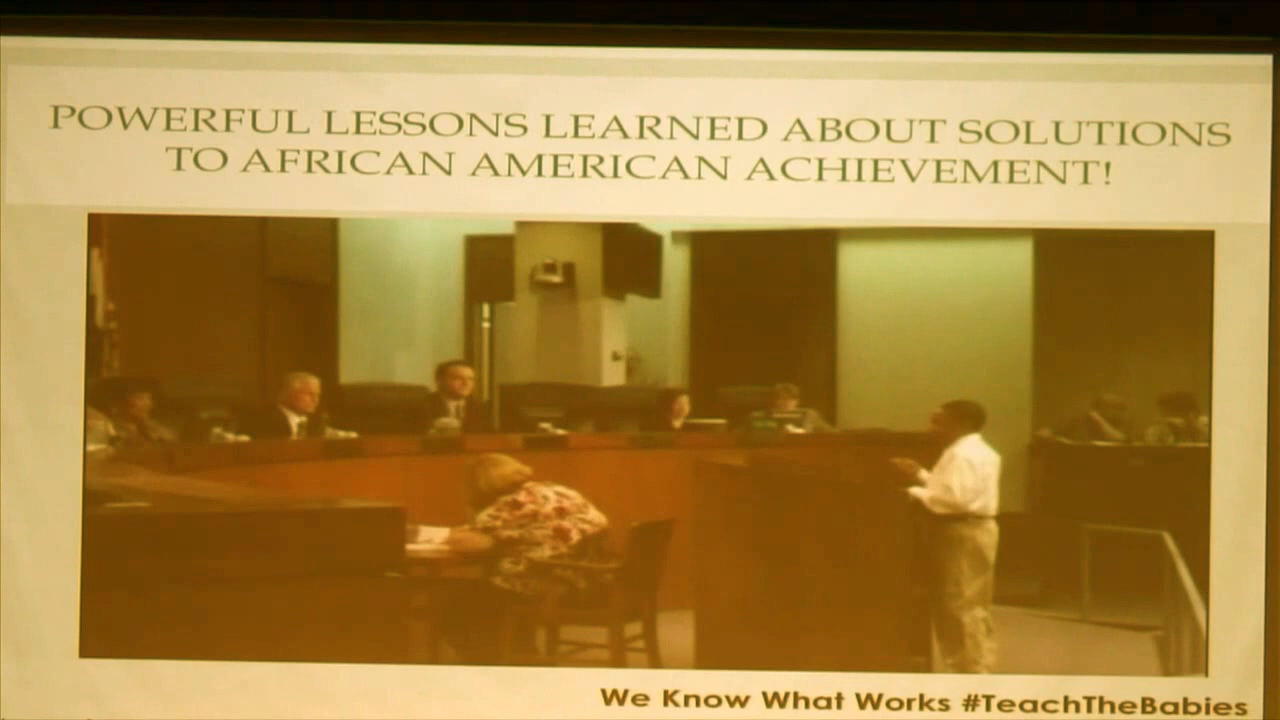 POWERFUL LESSONS LEARNED ABOUT SOLUTIONS
TO AFRICAN AMERICAN ACHIEVEMENT!
We Know What Works #TeachTheBabies